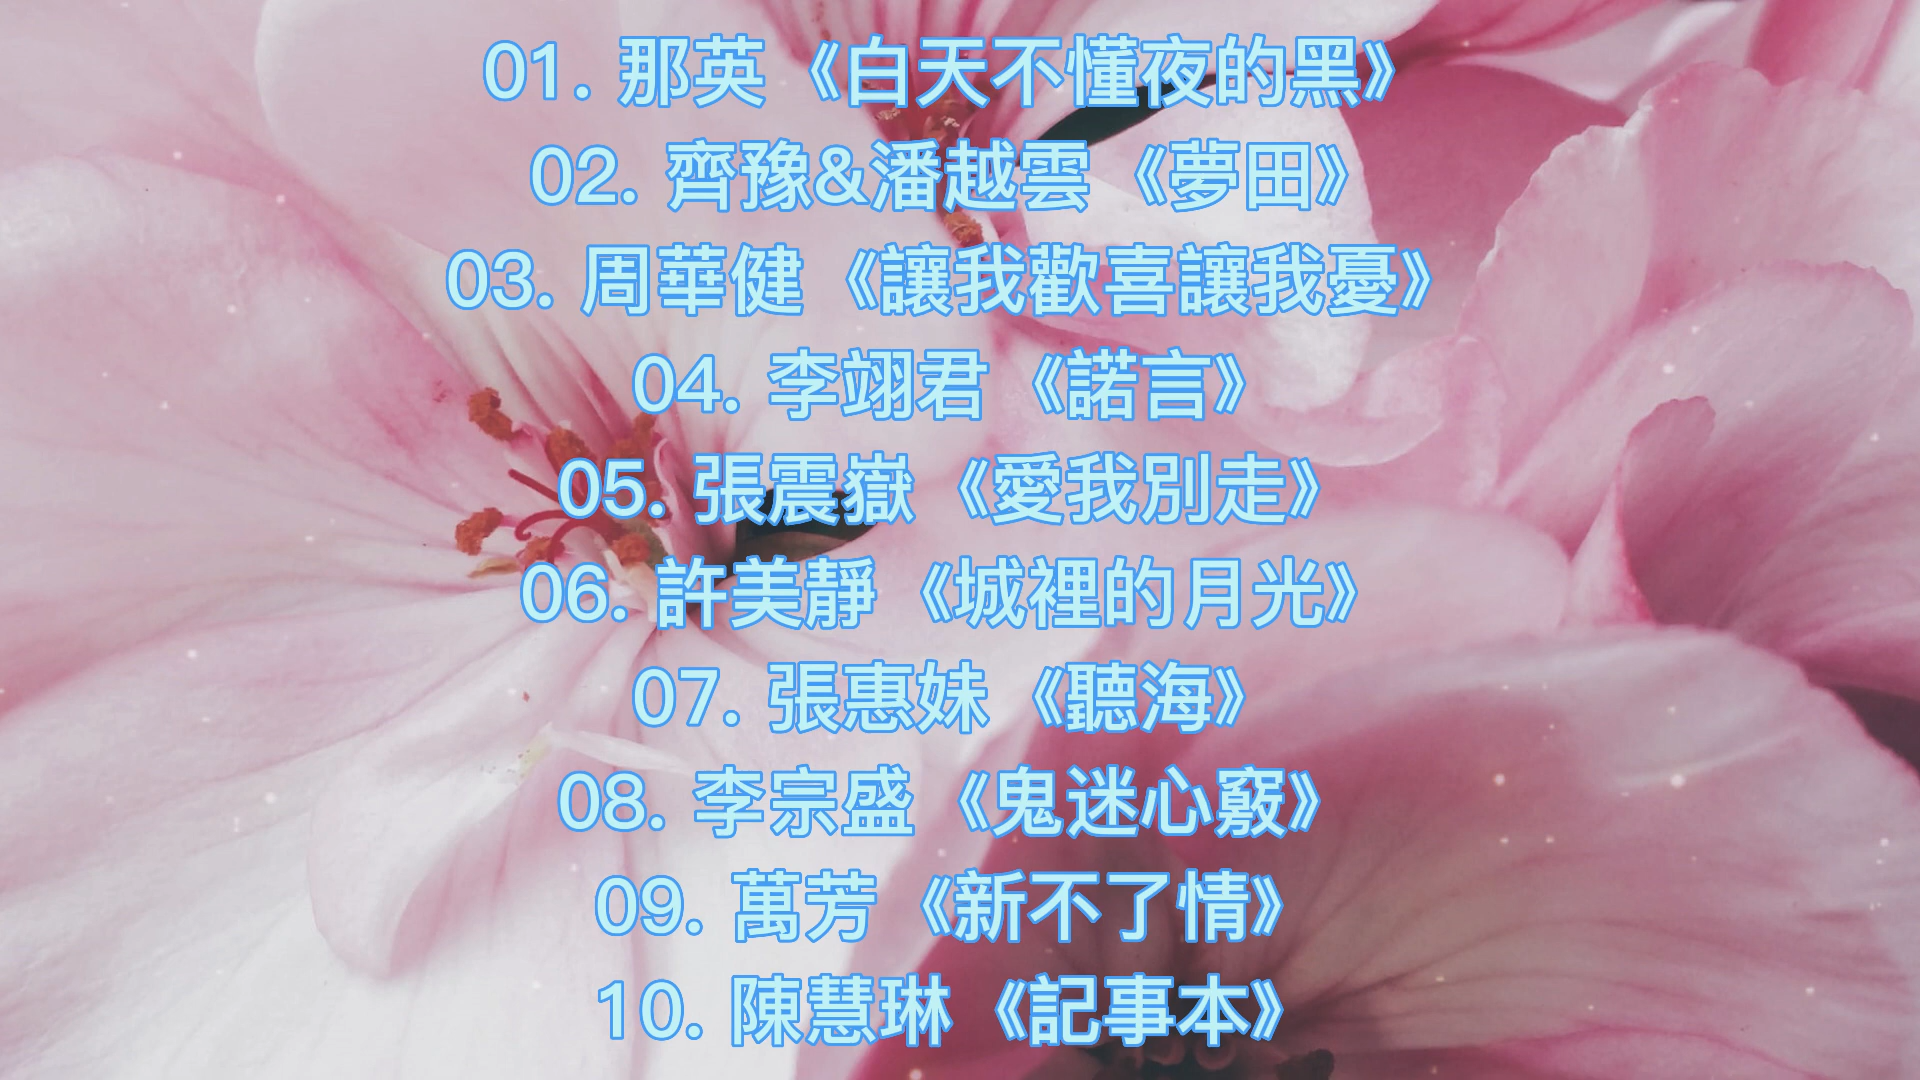 01. 那英《白天不懂夜的黑》
02. 齊豫&潘越雲《夢田》
03. 周華健《讓我歡喜讓我憂》
04. 李翊君《諾言》
05. 張震嶽《愛我別走》
06. 許美靜《城裡的月光》
07. 張惠妹《聽海》
08. 李宗盛《鬼迷心竅》
09. 萬芳《新不了情》
10. 陳慧琳《記事本》